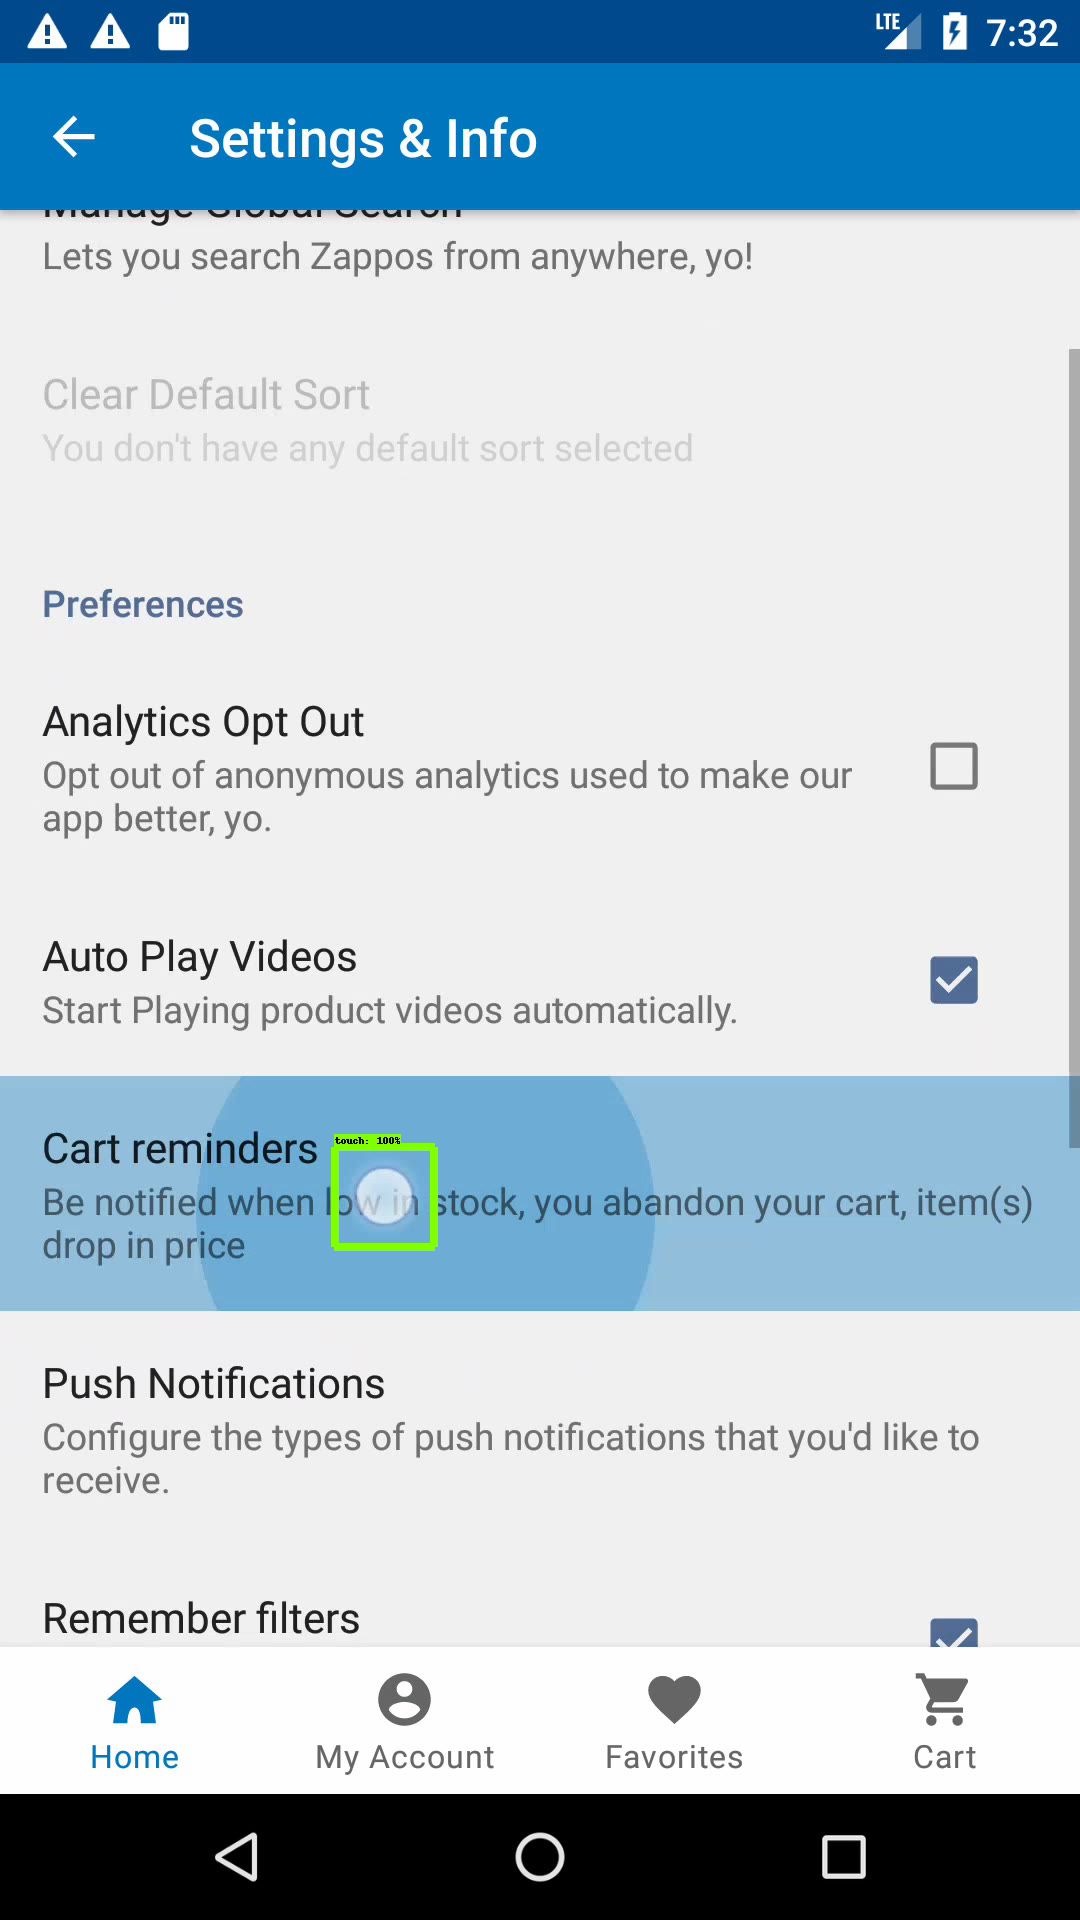 LTE 7:32
Settings & Info
Manage Global Search
Lets you search Zappos from anywhere, yo!
Clear Default Sort
You don't have any default sort selected
Preferences
Analytics Opt Out
Opt out of anonymous analytics used to make our
app better, yo.
Auto Play Videos
Start Playing product videos automatically.
touch: 100%
Cart reminders
Be notified when low in stock, you abandon your cart, item(s)
drop in price
Push Notifications
Configure the types of push notifications that you'd like to
receive.
Remember filters
Home My Account Favorites Cart